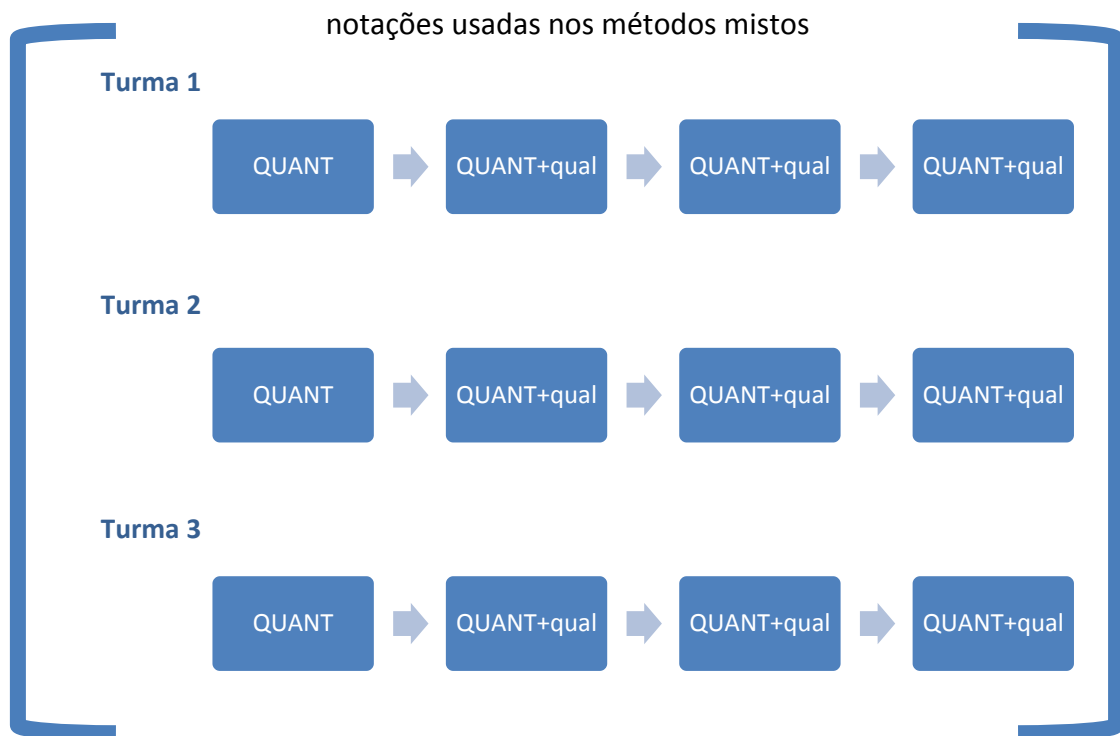 notações usadas nos métodos mistos
Turma 1
QUANT QUANT+qual QUANT+qual QUANT+qual
Turma 2
QUANT QUANT+qual QUANT+qual QUANT+qual
Turma 3
QUANT QUANT+qual QUANT+qual QUANT+qual